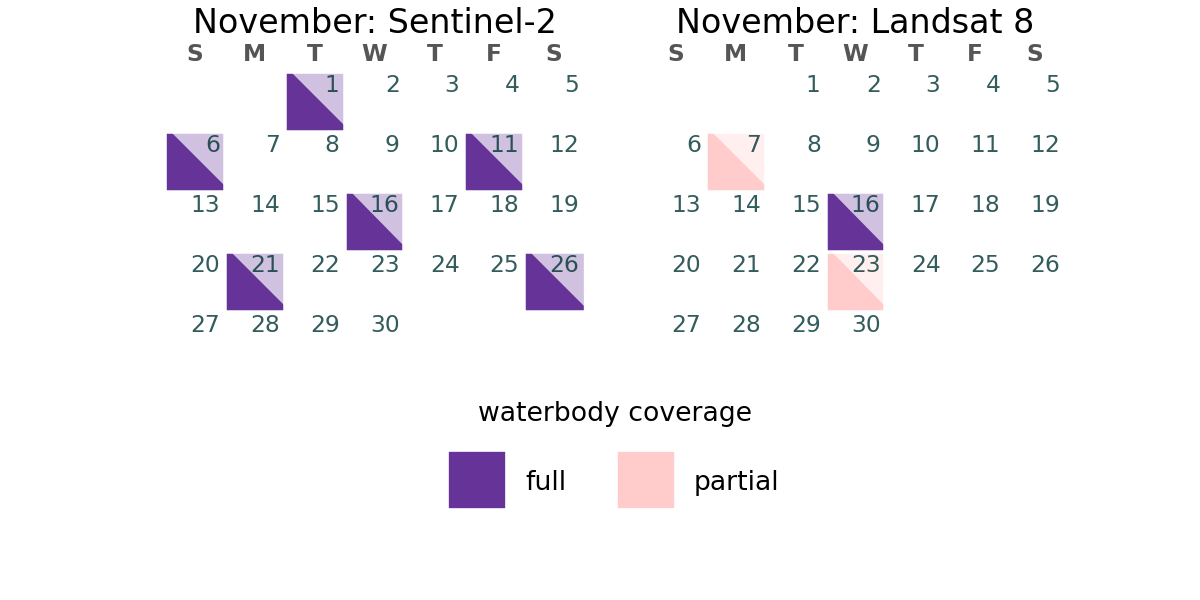 November: Sentinel-2
S M T W T F S
1 2 3 4 5
6 7 8 9 10 11 12
13 14 15 16 17 18 19
20 21 22 23 24 25 26
27 28 29 30
November: Landsat 8
S M T W T F S
1 2 3 4 5
6 7 8 9 10 11 12
13 14 15 16 17 18 19
20 21 22 23 24 25 26
27 28 29 30
waterbody coverage
full
partial